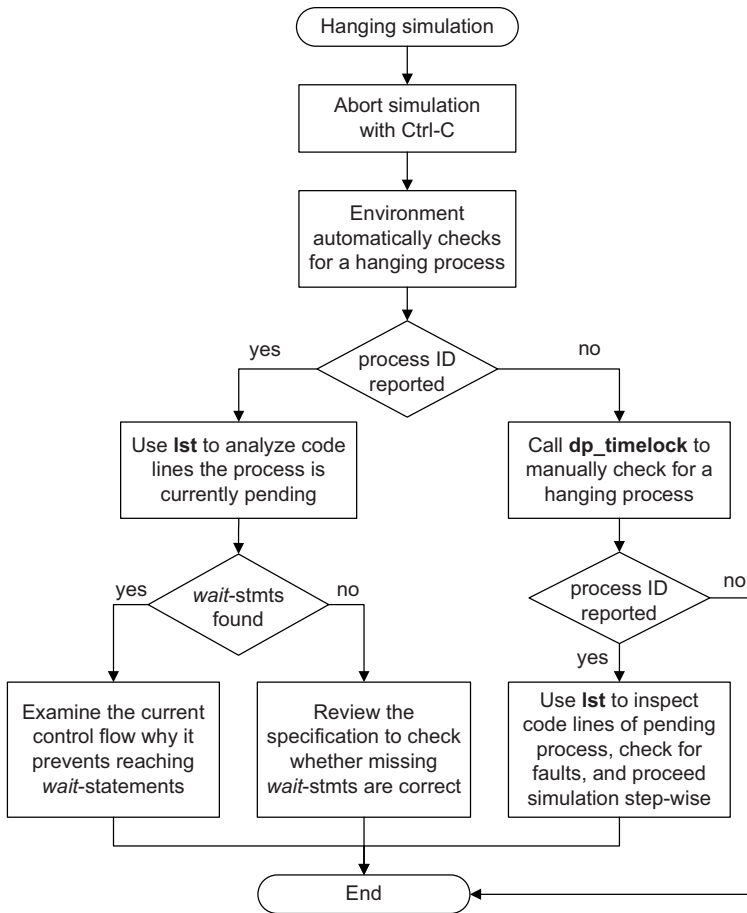 Hanging simulation
Abort simulation
with Ctrl-C
Environment
automatically checks
for a hanging process
process ID
reported
yes
no
Use lst to analyze code
lines the process is
currently pending
Call dp_timelock to
manually check for a
hanging process
wait-stmts
found
yes
no
process ID
reported
no
yes
Examine the current
control flow why it
prevents reaching
wait-statements
Review the
specification to check
whether missing
wait-stmts are correct
Use lst to inspect
code lines of pending
process, check for
faults, and proceed
simulation step-wise
End